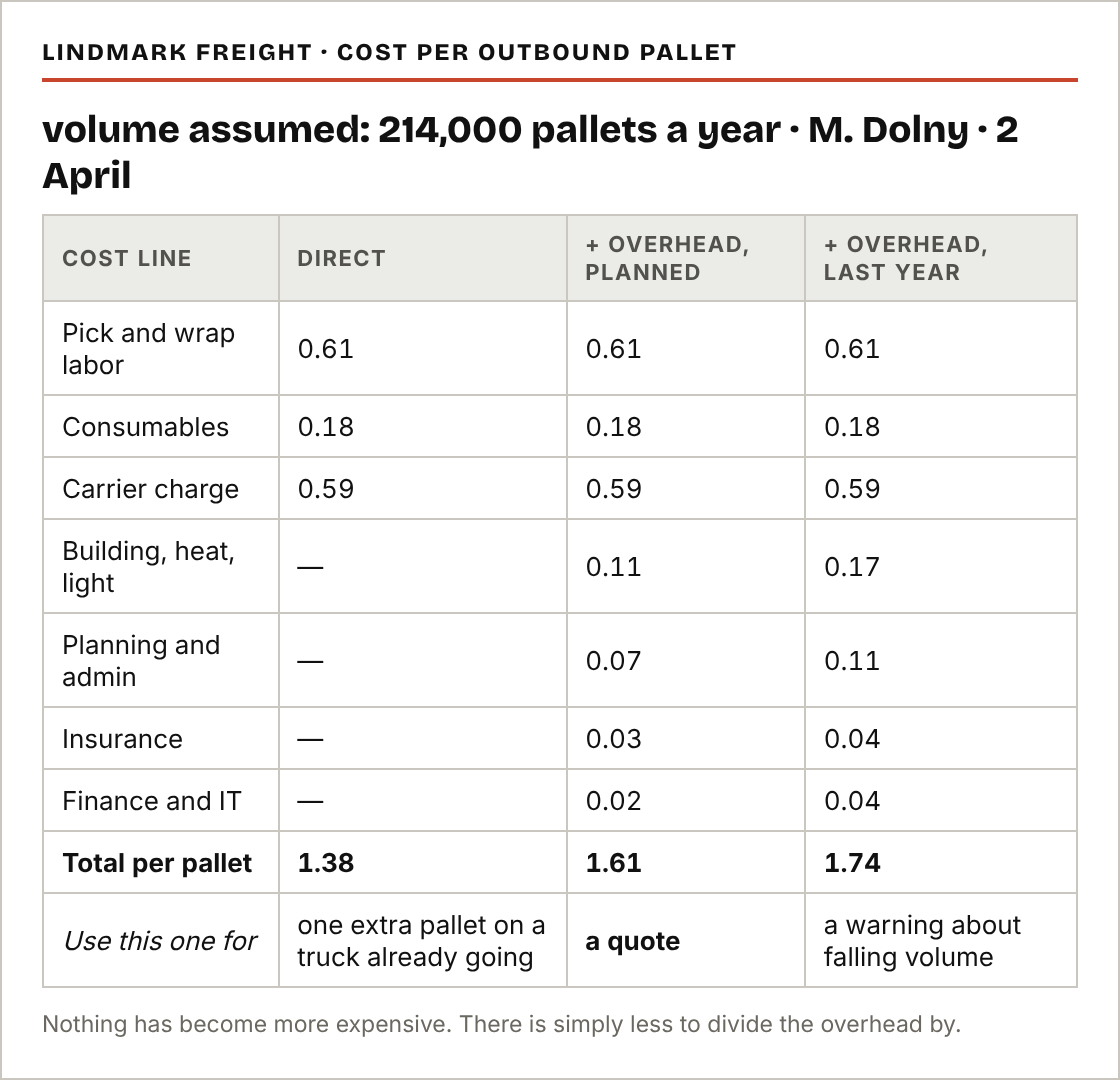 LINDMARK FREIGHT · COST PER OUTBOUND PALLET
volume assumed: 214,000 pallets a year · M. Dolny · 2
April
COST LINE DIRECT + OVERHEAD, PLANNED + OVERHEAD, LAST YEAR
Pick and wrap labor 0.61 0.61 0.61
Consumables 0.18 0.18 0.18
Carrier charge 0.59 0.59 0.59
Building, heat, light — 0.11 0.17
Planning and admin — 0.07 0.11
Insurance — 0.03 0.04
Finance and IT — 0.02 0.04
Total per pallet 1.38 1.61 1.74
Use this one for one extra pallet on a truck already going a quote a warning about falling volume
Nothing has become more expensive. There is simply less to divide the overhead by.